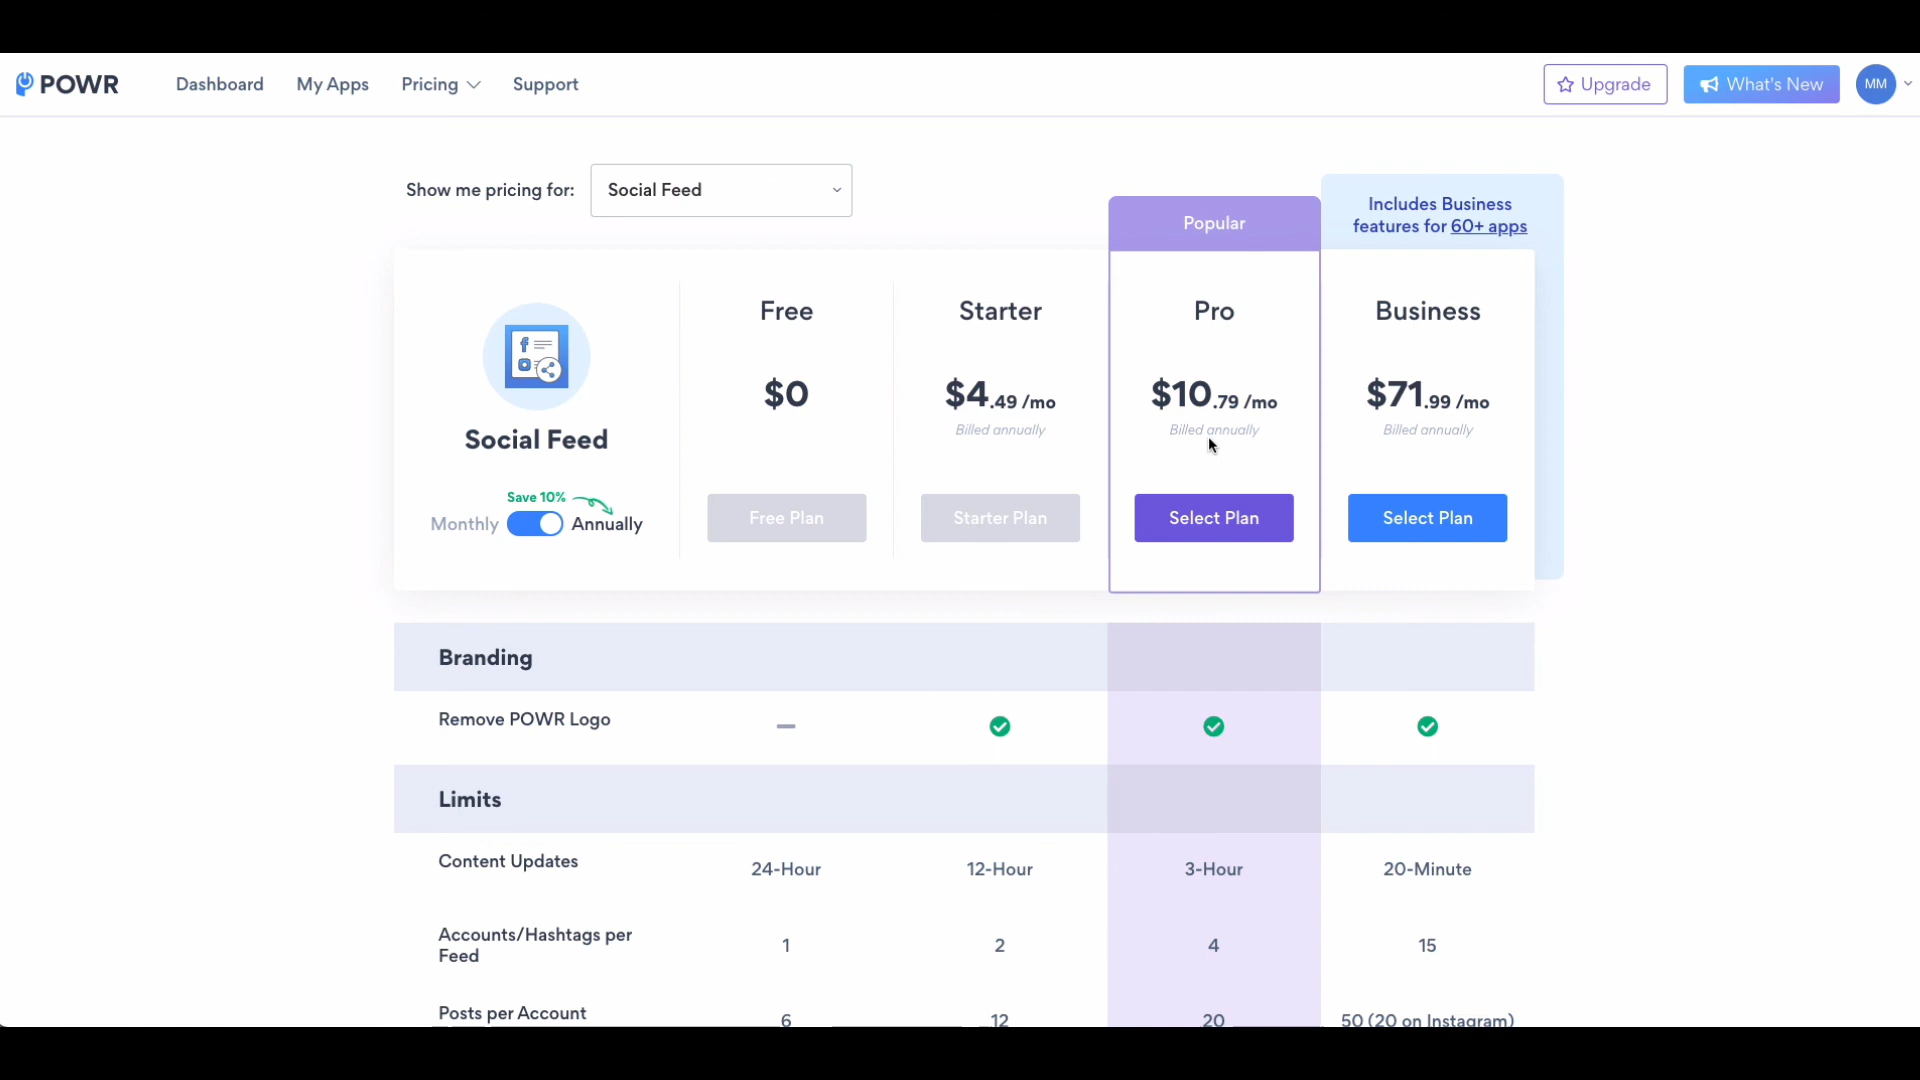 POWR
Dashboard
My Apps
Pricing
Support
Upgrade
What's New
MM
Show me pricing for:
Social Feed
Popular
Includes Business
features for 60+ apps
Social Feed
Save 10%
Monthly
Annually
Free
$0
Free Plan
Starter
$4.49 /mo
Billed annually
Starter Plan
Pro
$10.79 /mo
Billed annually
Select Plan
Business
$71.99 /mo
Billed annually
Select Plan
Branding
Remove POWR Logo
Limits
Content Updates 24-Hour 12-Hour 3-Hour 20-Minute
Accounts/Hashtags per
Feed 1 2 4 15
Posts per Account 6 12 20 50 (20 on Instagram)